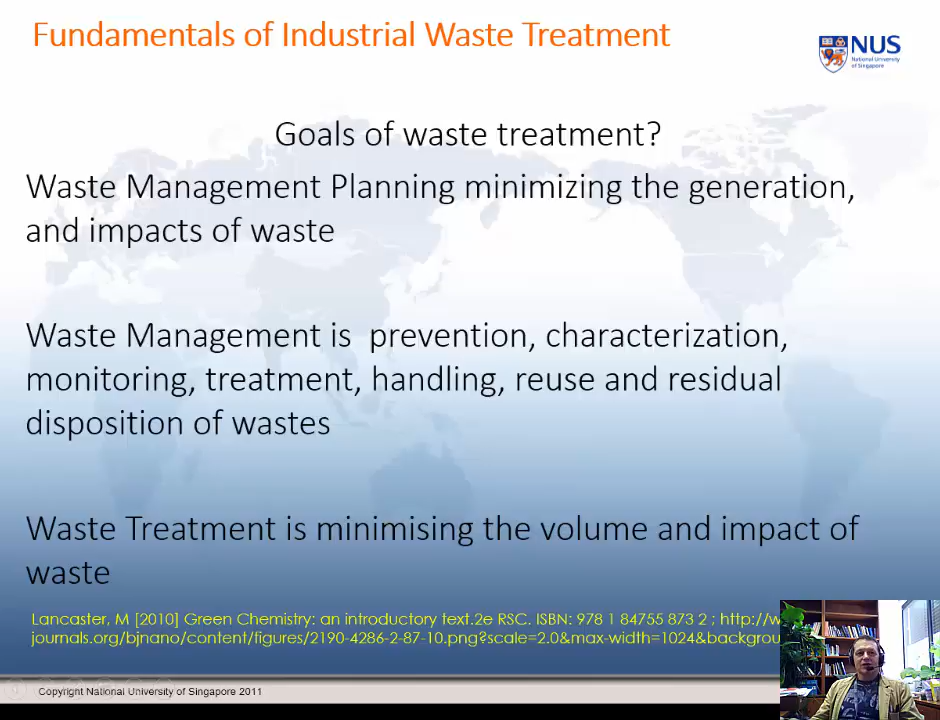 Fundamentals of Industrial Waste Treatment
NUS
National University
of Singapore
Goals of waste treatment?
Waste Management Planning minimizing the generation,
and impacts of waste
Waste Management is prevention, characterization,
monitoring, treatment, handling, reuse and residual
disposition of wastes
Waste Treatment is minimising the volume and impact of
waste
Lancaster, M [2010] Green Chemistry: an introductory text.2e RSC. ISBN: 978 1 84755 873 2 ; http://w
journals.org/bjnano/content/figures/2190-4286-2-87-10.png?scale=2.0&max-width=1024&backgrou
Copyright National University of Singapore 2011